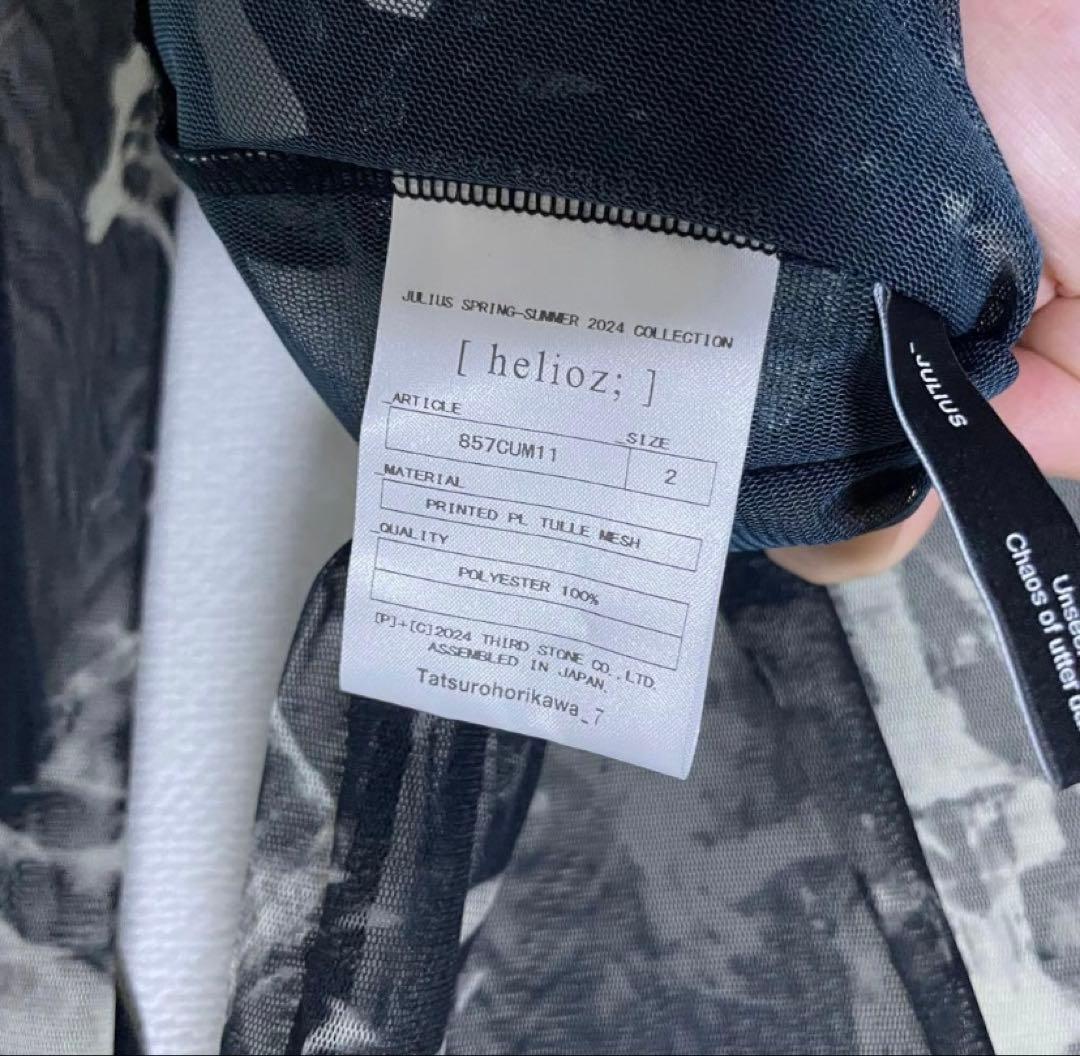 JULIUS SPRING-SUMMER 2024 COLLECTION
[ helioz; ]
_ARTICLE
_SIZE
857CUM11
2
_MATERIAL
PRINTED PL TULLE MESH
_QUALITY
POLYESTER 100%
[P]+[C]2024 THIRD STONE CO.,LTD.
ASSEMBLED IN JAPAN.
Tatsurohorikawa_7
_JULIUS
Chaos of utter